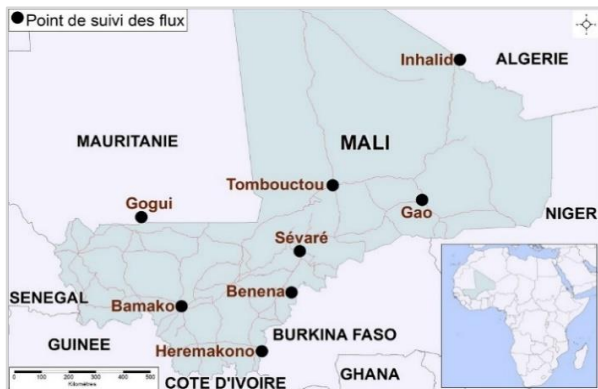 Point de suivi des flux
Inhalid
ALGERIE
MAURITANIE
MALI
Tombouctou
Gogui
Gao
NIGER
Sévaré
SENEGAL
Bamako
Benena
GUINEE
BURKINA FASO
Heremakono
GHANA
COTE D'IVOIRE
0 100 200 300 400 500
Kilomètres